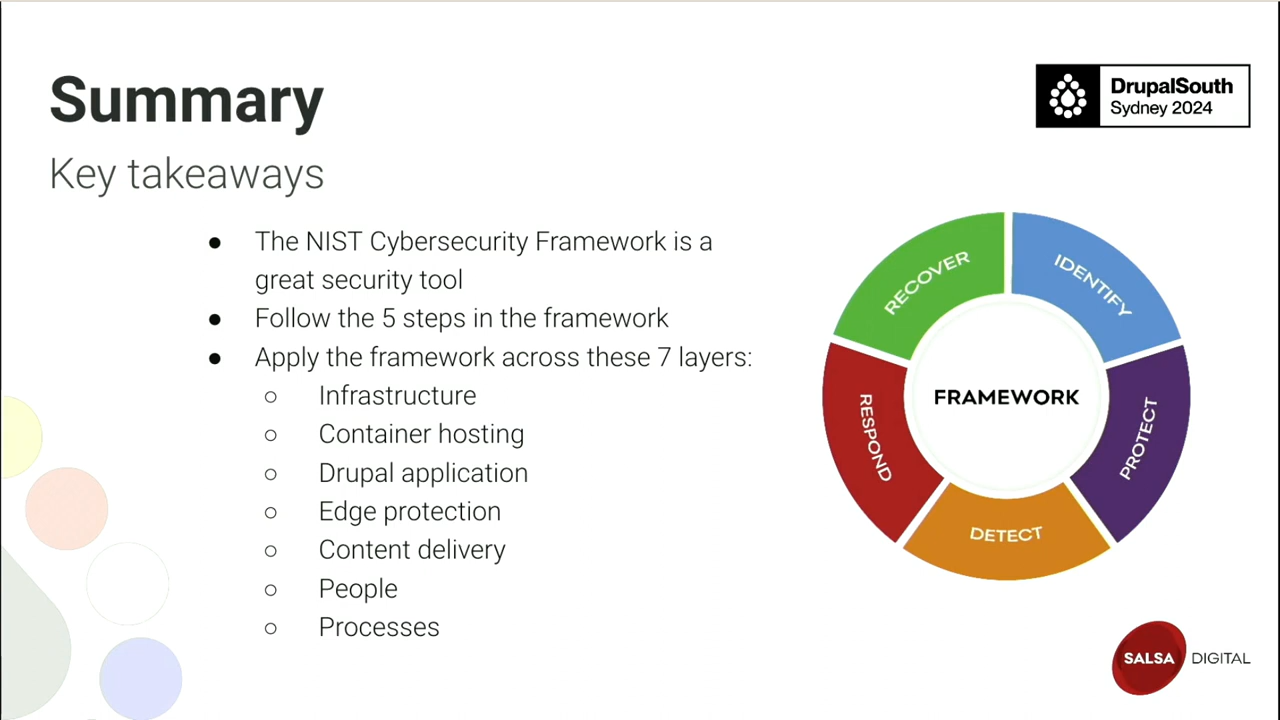 Summary
Key takeaways
DrupalSouth
Sydney 2024
● The NIST Cybersecurity Framework is a
great security tool
● Follow the 5 steps in the framework
● Apply the framework across these 7 layers:
○ Infrastructure
○ Container hosting
○ Drupal application
○ Edge protection
○ Content delivery
○ People
○ Processes
RECOVER
IDENTIFY
FRAMEWORK
RESPOND
PROTECT
DETECT
SALSA DIGITAL